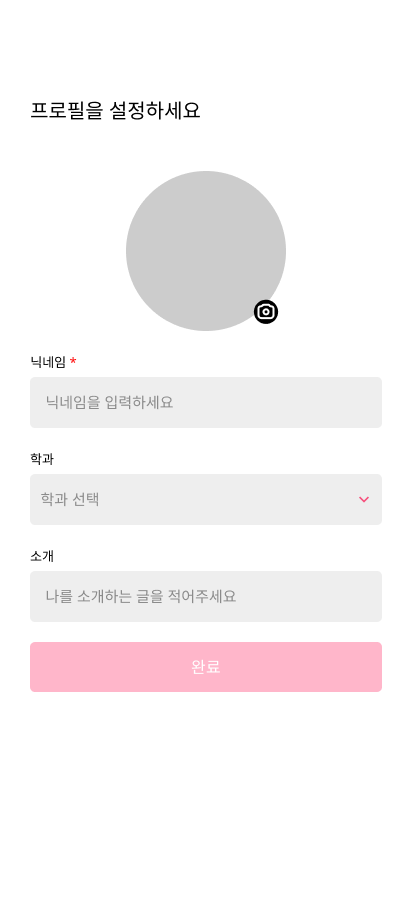 프로필을 설정하세요
닉네임 *
닉네임을 입력하세요
학과
학과 선택
소개
나를 소개하는 글을 적어주세요
완료